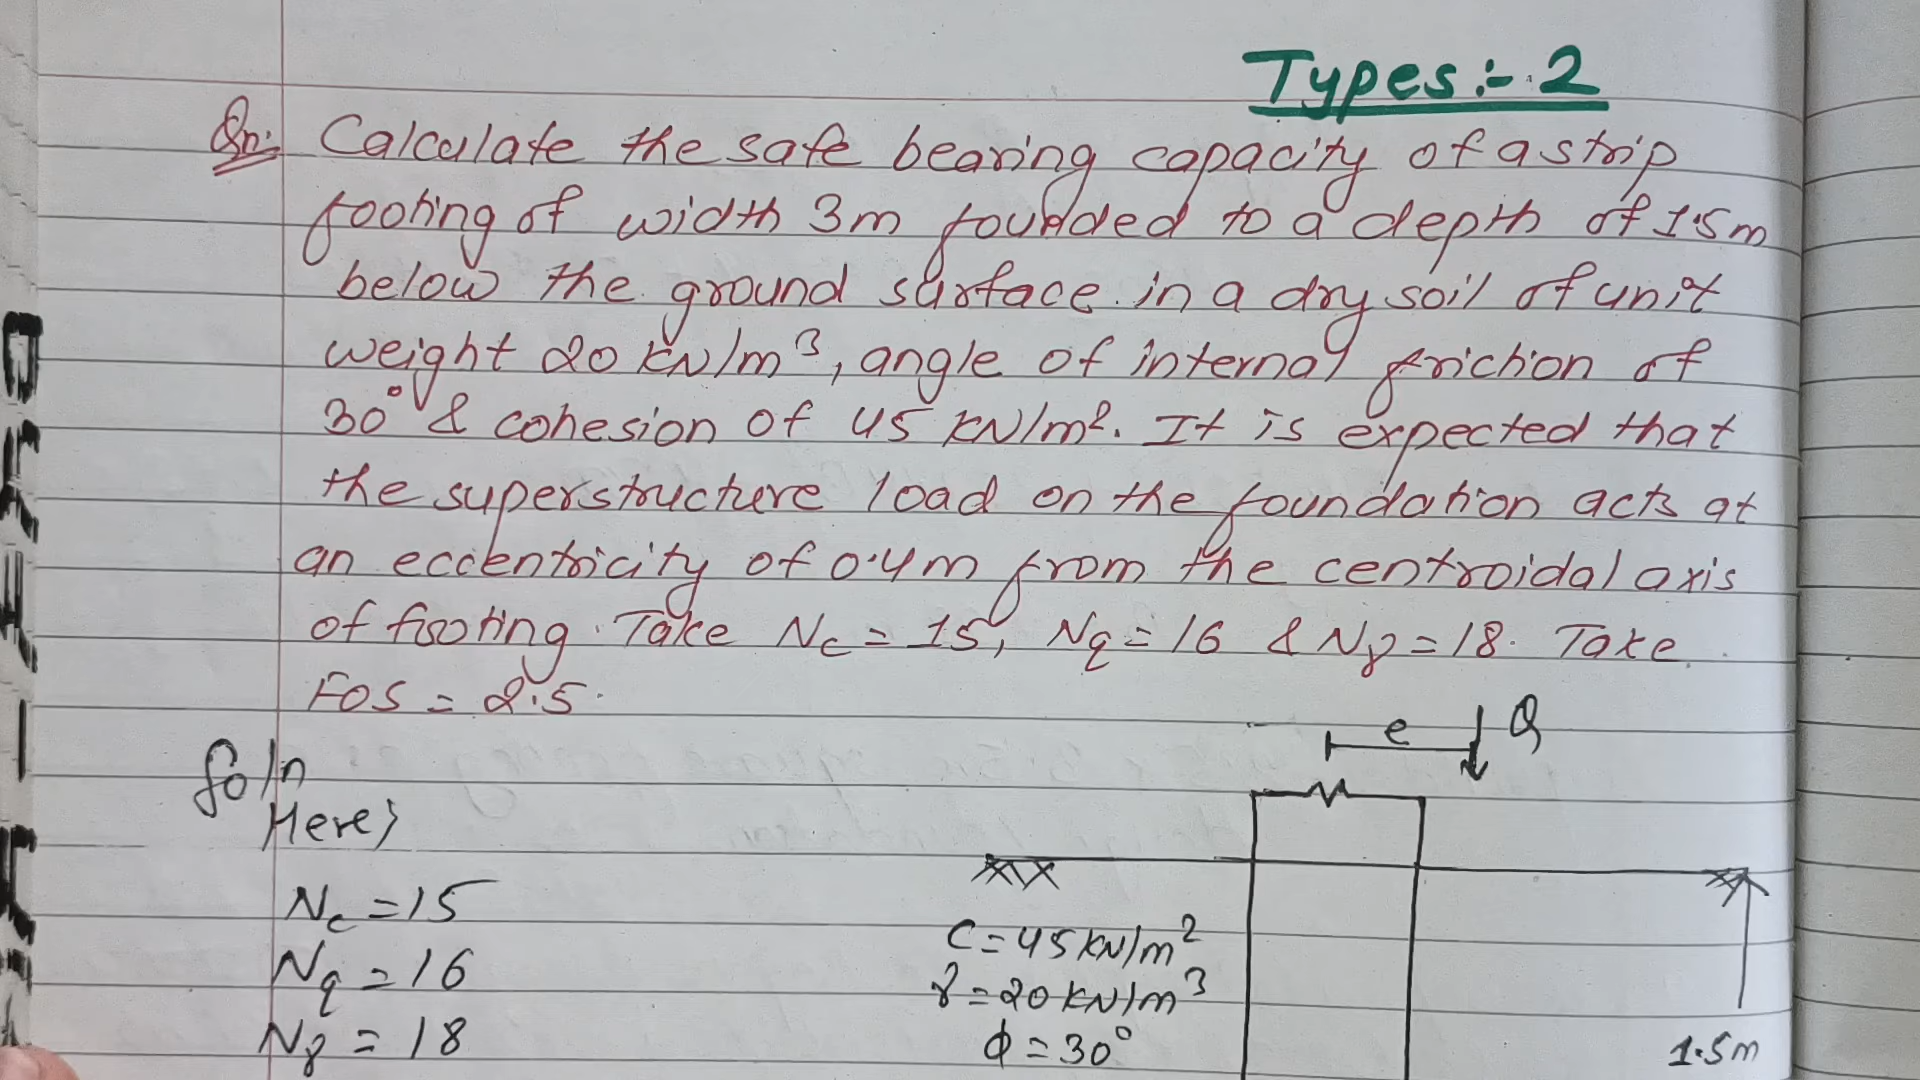 Types:- 2
Qn: Calculate the safe bearing capacity of a strip
footing of width 3m founded to a depth of 1.5m
below the ground surface in a dry soil of unit
weight 20 kN/m³, angle of internal friction of
30° & cohesion of 45 kN/m². It is expected that
the superstructure load on the foundation acts at
an eccentricity of 0.4m from the centroidal axis
of footing. Take Nc = 15, Nq = 16 & Nγ = 18. Take
FOS = 2.5.
e Q
Soln
Here,
Nc = 15
C = 45 kN/m²
Nq = 16
γ = 20 kN/m³
Nγ = 18
φ = 30°
1.5m